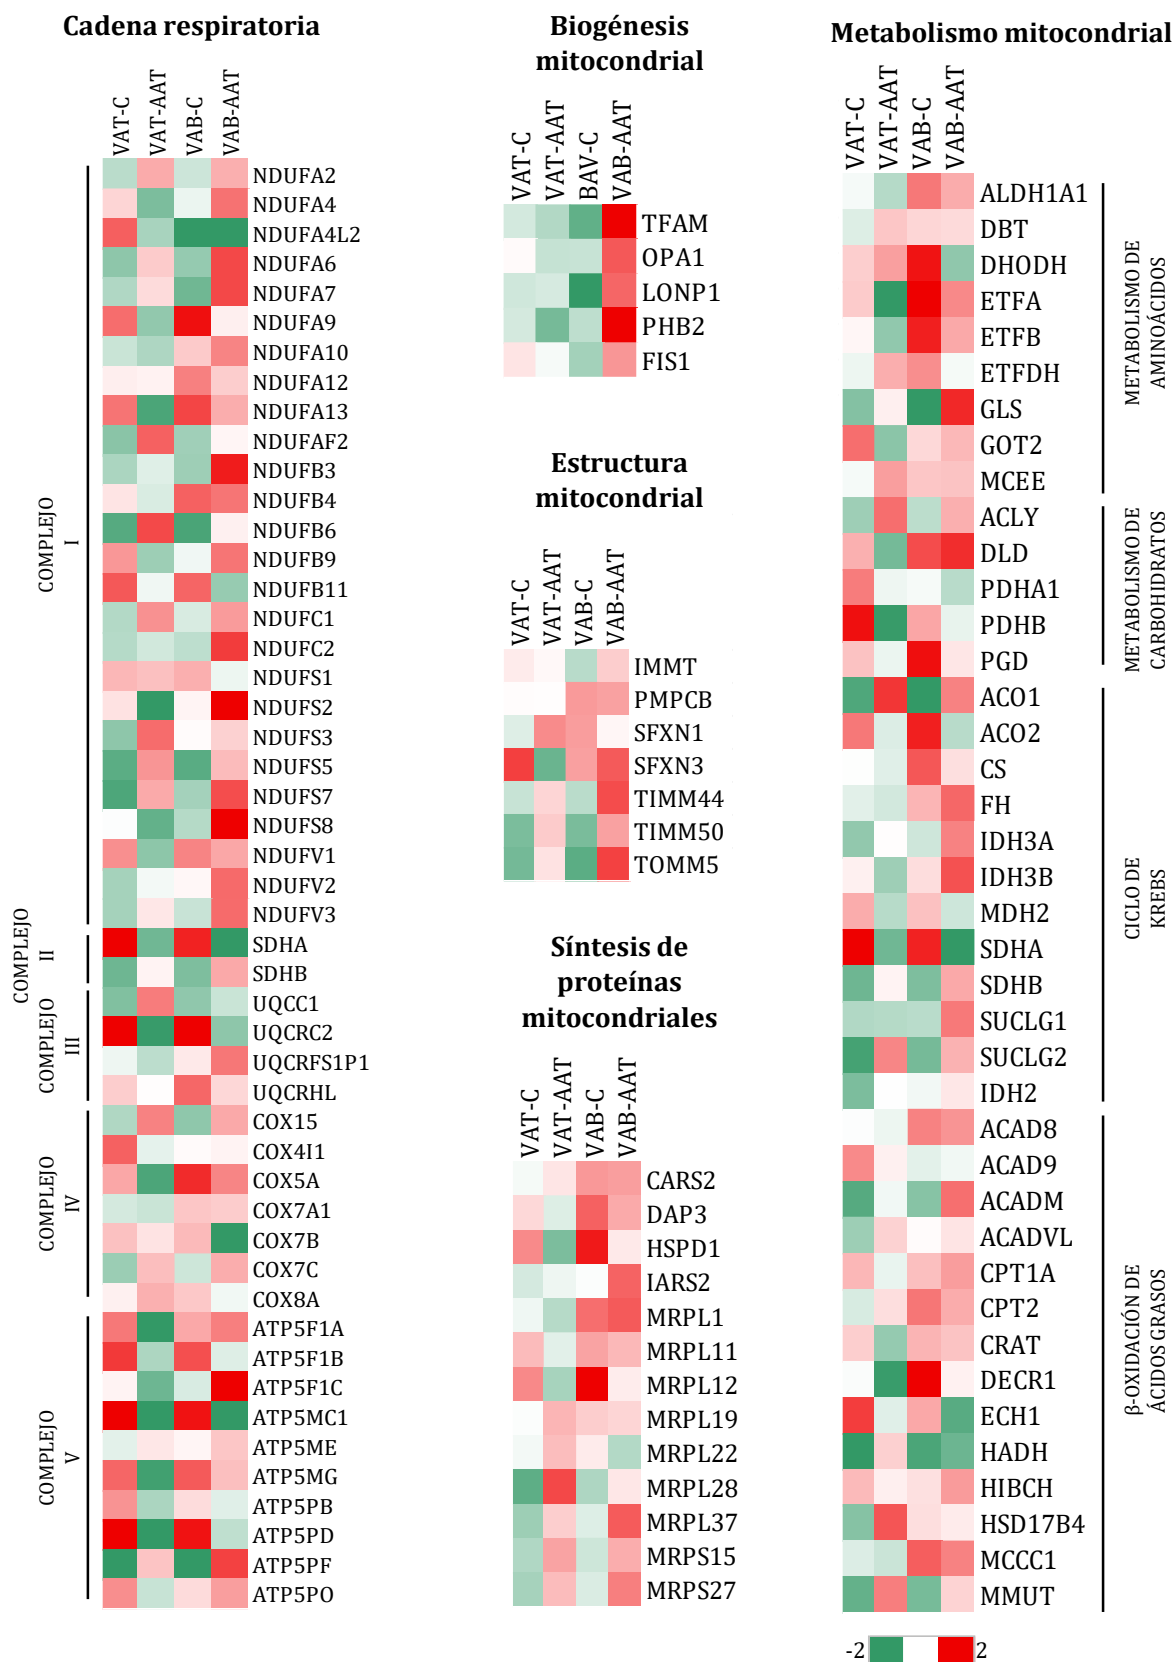 Cadena respiratoria
VAT-C
VAT-AAT
VAB-C
VAB-AAT
NDUFA2
NDUFA4
NDUFA4L2
NDUFA6
NDUFA7
NDUFA9
NDUFA10
NDUFA12
NDUFA13
NDUFAF2
NDUFB3
NDUFB4
NDUFB6
NDUFB9
NDUFB11
NDUFC1
NDUFC2
NDUFS1
NDUFS2
NDUFS3
NDUFS5
NDUFS7
NDUFS8
NDUFV1
NDUFV2
NDUFV3
SDHA
SDHB
UQCC1
UQCRC2
UQCRFS1P1
UQCRHL
COX15
COX4I1
COX5A
COX7A1
COX7B
COX7C
COX8A
ATP5F1A
ATP5F1B
ATP5F1C
ATP5MC1
ATP5ME
ATP5MG
ATP5PB
ATP5PD
ATP5PF
ATP5PO
COMPLEJO
I
COMPLEJO
II
COMPLEJO
III
COMPLEJO
IV
COMPLEJO
V
Biogénesis
mitocondrial
VAT-C
VAT-AAT
BAV-C
VAB-AAT
TFAM
OPA1
LONP1
PHB2
FIS1
Estructura
mitocondrial
VAT-C
VAT-AAT
VAB-C
VAB-AAT
IMMT
PMPCB
SFXN1
SFXN3
TIMM44
TIMM50
TOMM5
Síntesis de
proteínas
mitocondriales
VAT-C
VAT-AAT
VAB-C
VAB-AAT
CARS2
DAP3
HSPD1
IARS2
MRPL1
MRPL11
MRPL12
MRPL19
MRPL22
MRPL28
MRPL37
MRPS15
MRPS27
Metabolismo mitocondrial
VAT-C
VAT-AAT
VAB-C
VAB-AAT
ALDH1A1
DBT
DHODH
ETFA
ETFB
ETFDH
GLS
GOT2
MCEE
ACLY
DLD
PDHA1
PDHB
PGD
ACO1
ACO2
CS
FH
IDH3A
IDH3B
MDH2
SDHA
SDHB
SUCLG1
SUCLG2
IDH2
ACAD8
ACAD9
ACADM
ACADVL
CPT1A
CPT2
CRAT
DECR1
ECH1
HADH
HIBCH
HSD17B4
MCCC1
MMUT
METABOLISMO DE
AMINOÁCIDOS
METABOLISMO DE
CARBOHIDRATOS
CICLO DE
KREBS
β-OXIDACIÓN DE
ÁCIDOS GRASOS
-2 2